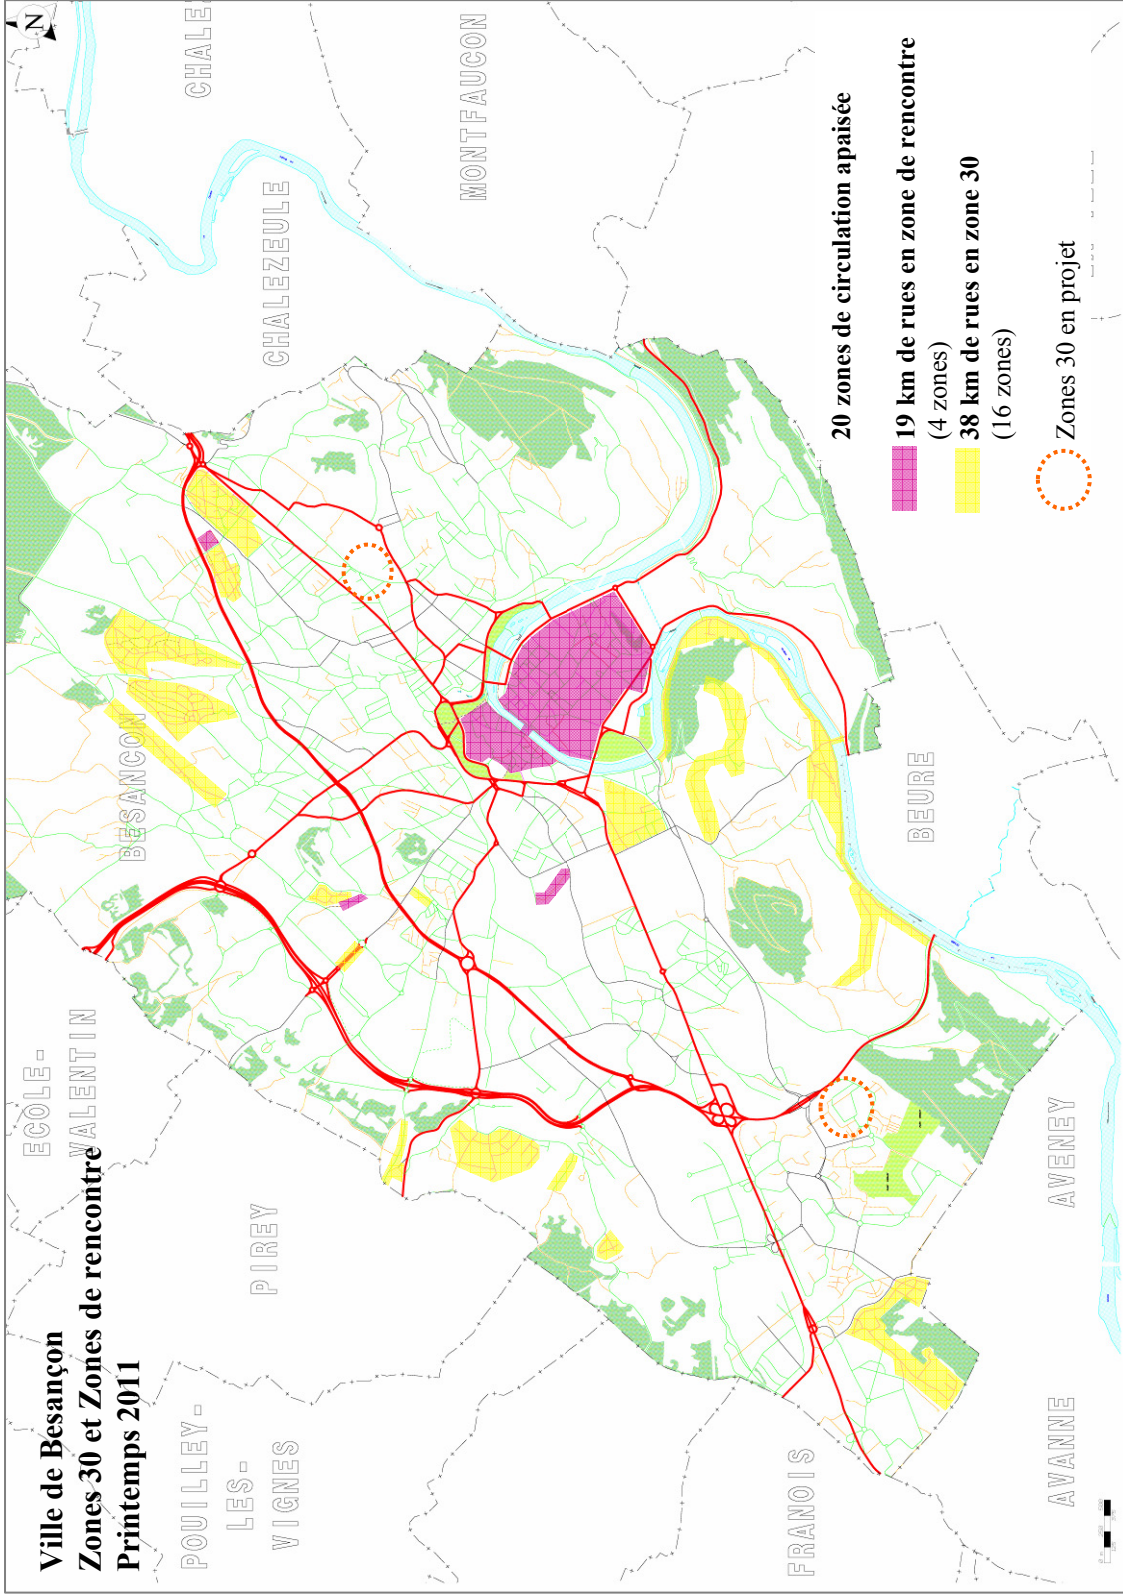 Ville de Besançon
Zones 30 et Zones de rencontre
Printemps 2011
N
CHALE
MONTFAUCON
CHALEZEULE
BESANCON
ECOLE-
VALENTIN
PIREY
POUILLEY-
LES-
VIGNES
FRANOIS
AVANNE
AVENEY
BEURE
20 zones de circulation apaisée
19 km de rues en zone de rencontre
(4 zones)
38 km de rues en zone 30
(16 zones)
Zones 30 en projet